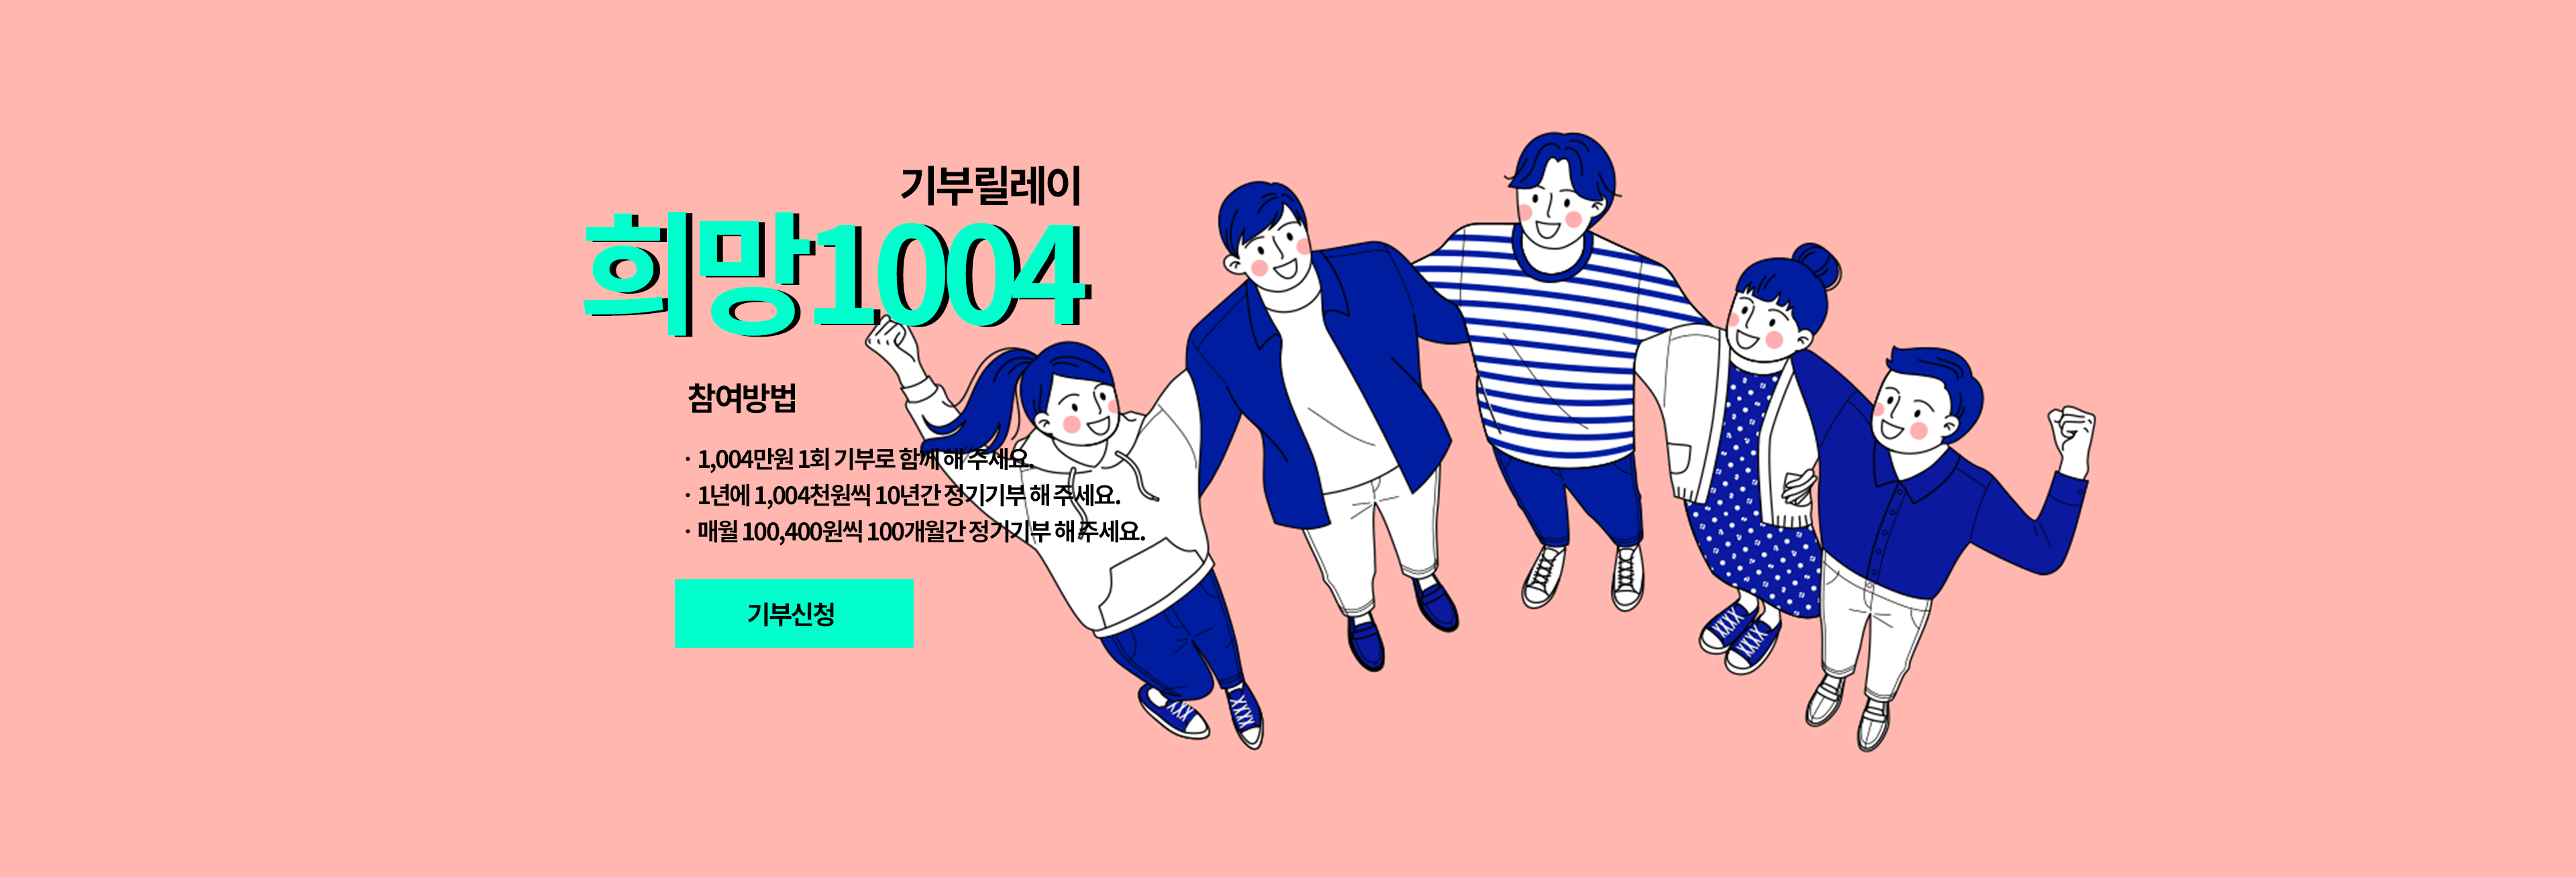 기부릴레이
희망1004
참여방법
· 1,004만원 1회 기부로 함께 해 주세요.
· 1년에 1,004천원씩 10년간 정기기부 해 주세요.
· 매월 100,400원씩 100개월간 정기기부 해 주세요.
기부신청